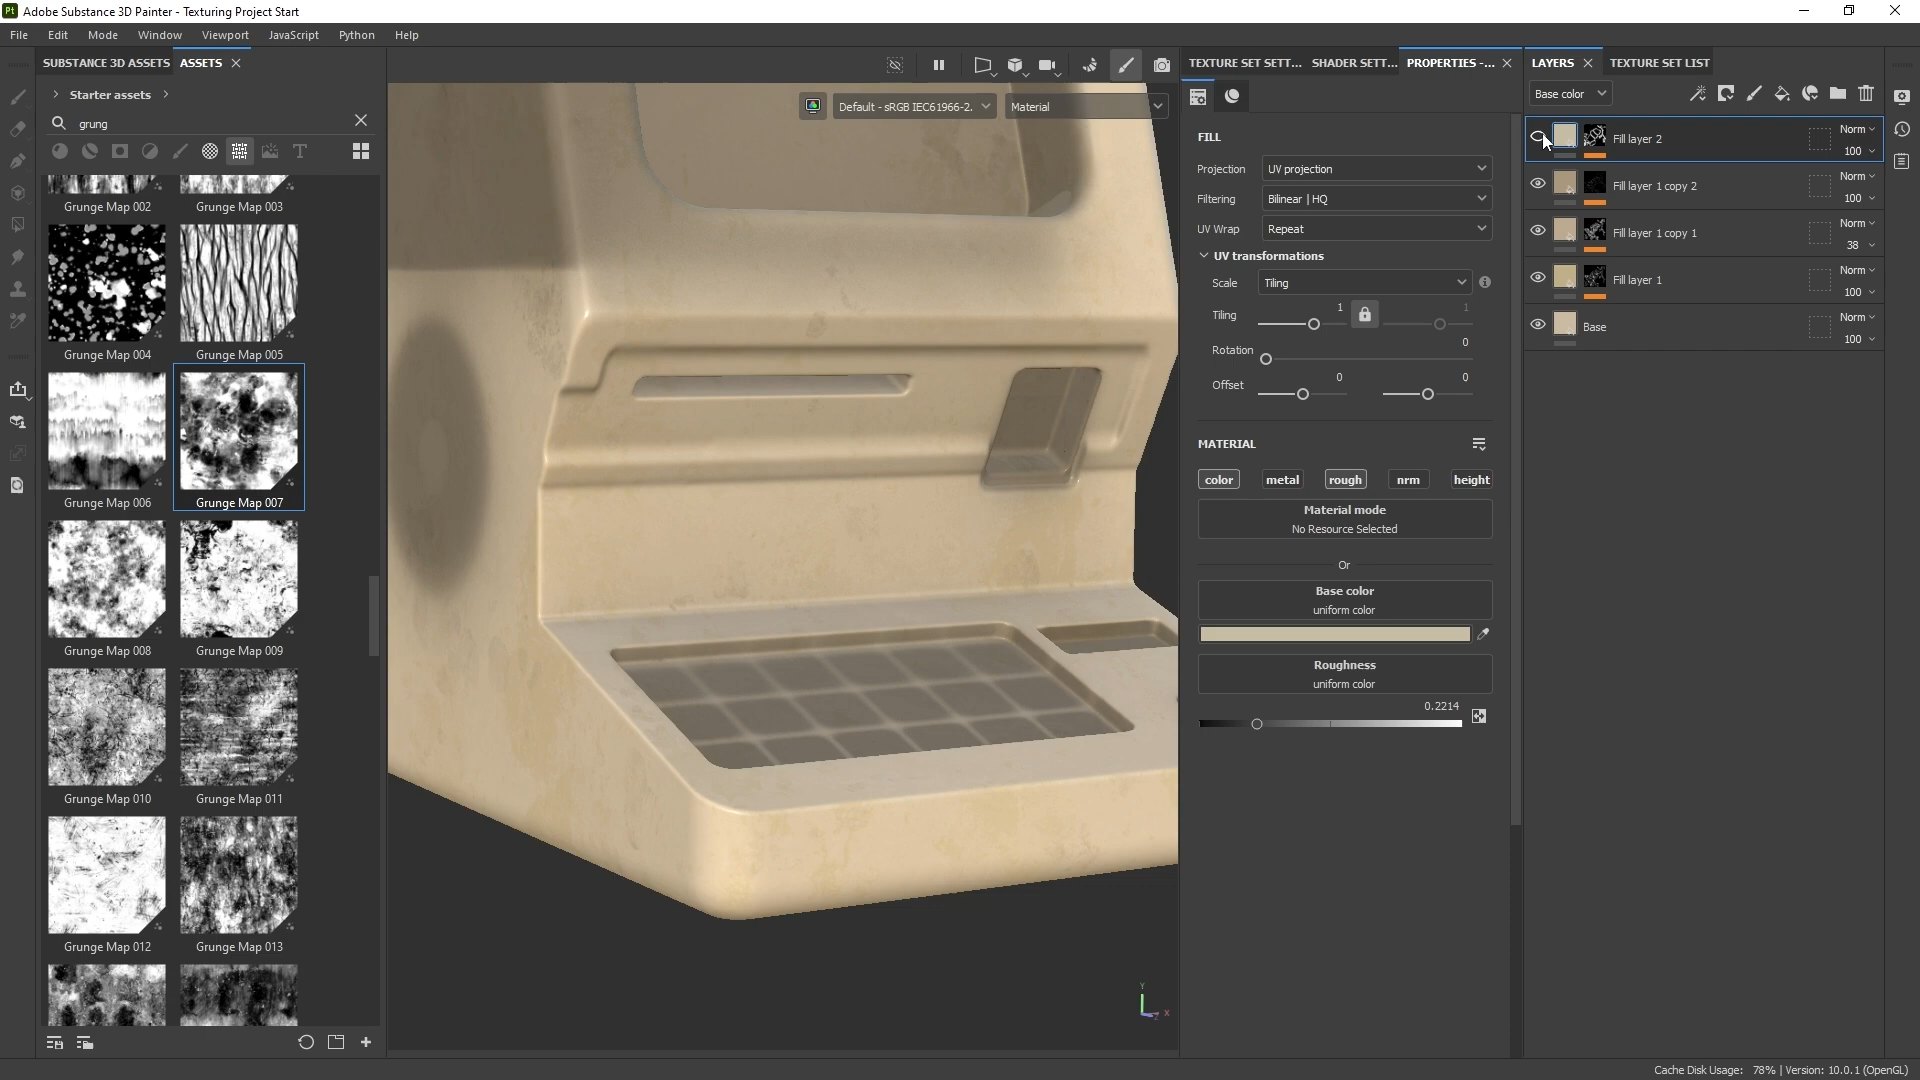 Pt Adobe Substance 3D Painter - Texturing Project Start
File Edit Mode Window Viewport JavaScript Python Help
SUBSTANCE 3D ASSETS ASSETS
TEXTURE SET SETT... SHADER SETT... PROPERTIES -...
LAYERS TEXTURE SET LIST
Starter assets
grung
Default - sRGB IEC61966-2. Material
Base color
Grunge Map 002 Grunge Map 003
Grunge Map 004 Grunge Map 005
Grunge Map 006 Grunge Map 007
Grunge Map 008 Grunge Map 009
Grunge Map 010 Grunge Map 011
Grunge Map 012 Grunge Map 013
Y
X
FILL
Projection UV projection
Filtering Bilinear | HQ
UV Wrap Repeat
UV transformations
Scale Tiling
Tiling 1 1
Rotation 0
Offset 0 0
MATERIAL
color metal rough nrm height
Material mode
No Resource Selected
Or
Base color
uniform color
Roughness
uniform color
0.2214
Fill layer 2 Norm 100
Fill layer 1 copy 2 Norm 100
Fill layer 1 copy 1 Norm 38
Fill layer 1 Norm 100
Base Norm 100
Cache Disk Usage: 78% | Version: 10.0.1 (OpenGL)